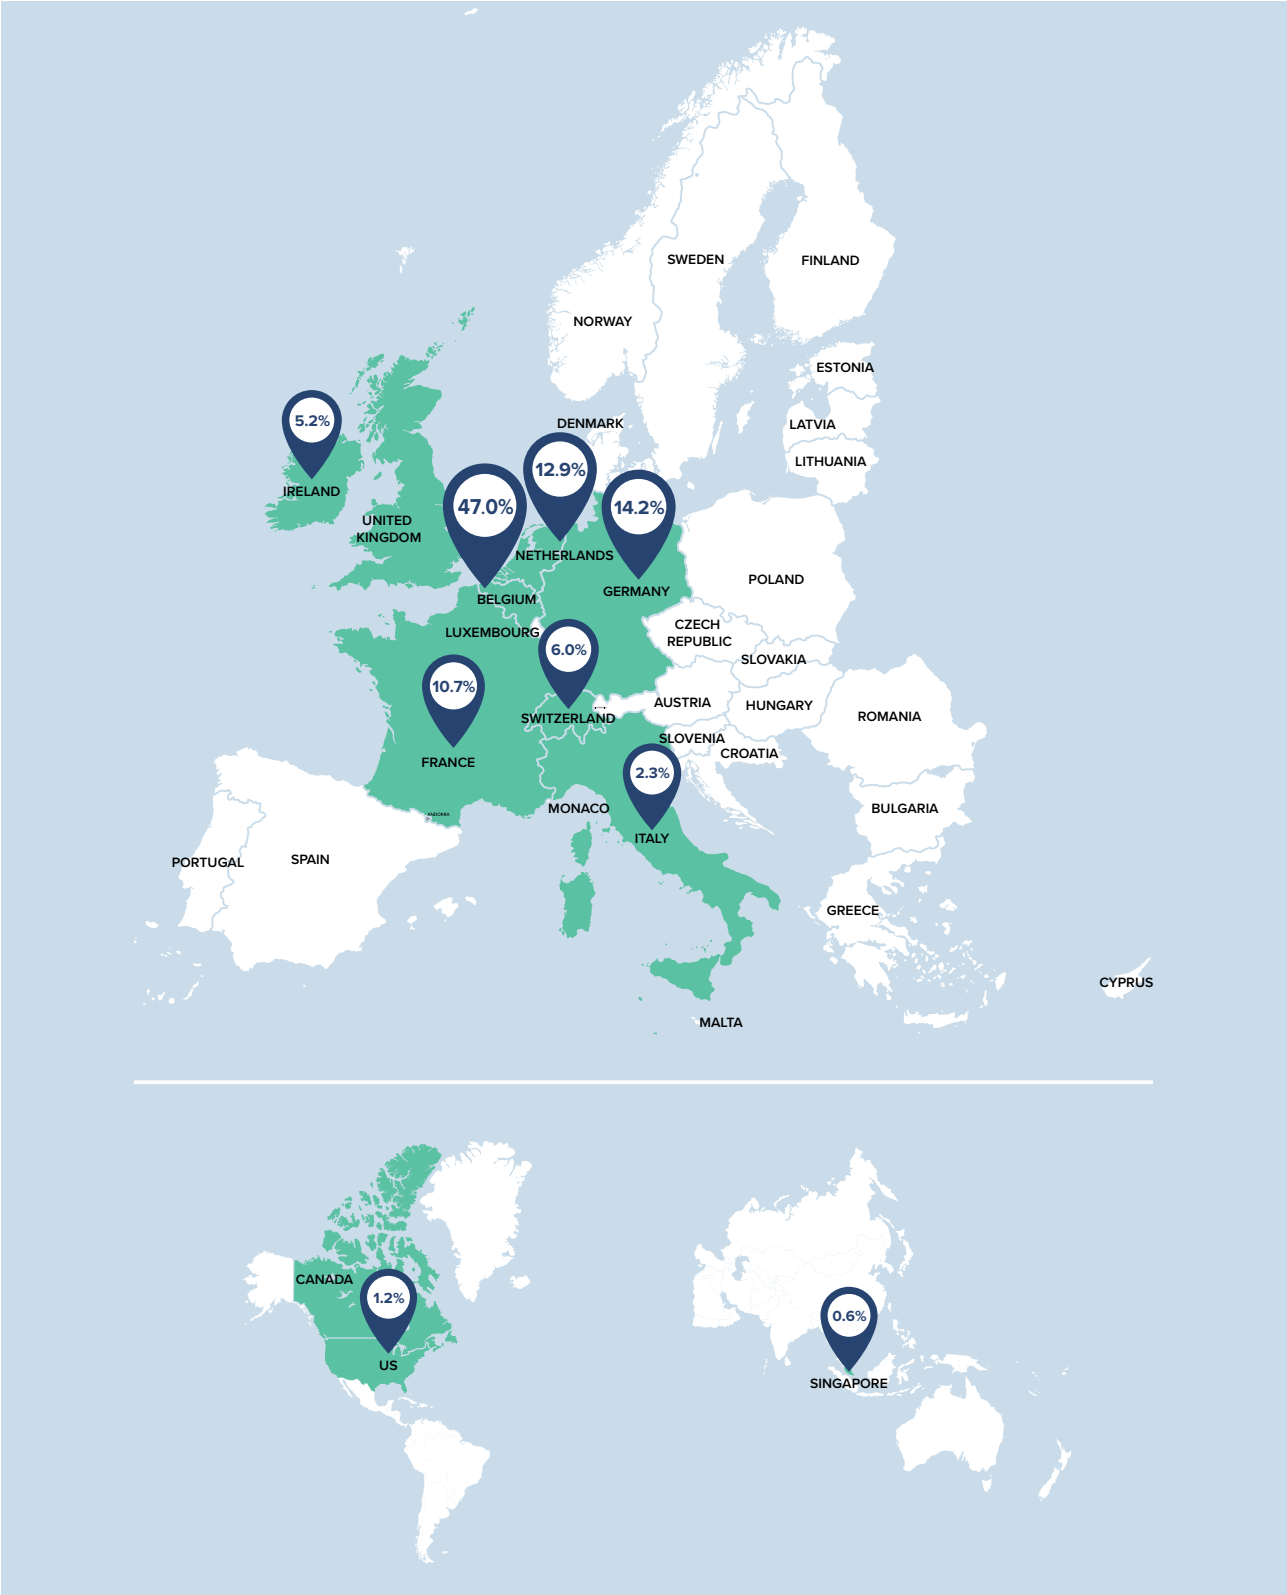 SWEDEN
FINLAND
NORWAY
ESTONIA
DENMARK
LATVIA
LITHUANIA
5.2%
IRELAND
12.9%
47.0%
14.2%
UNITED
KINGDOM
NETHERLANDS
GERMANY
BELGIUM
POLAND
LUXEMBOURG
CZECH
REPUBLIC
6.0%
SLOVAKIA
10.7%
AUSTRIA
HUNGARY
SWITZERLAND
ROMANIA
SLOVENIA
CROATIA
FRANCE
2.3%
MONACO
BULGARIA
ANDORRA
ITALY
PORTUGAL
SPAIN
GREECE
CYPRUS
MALTA
CANADA
1.2%
US
0.6%
SINGAPORE